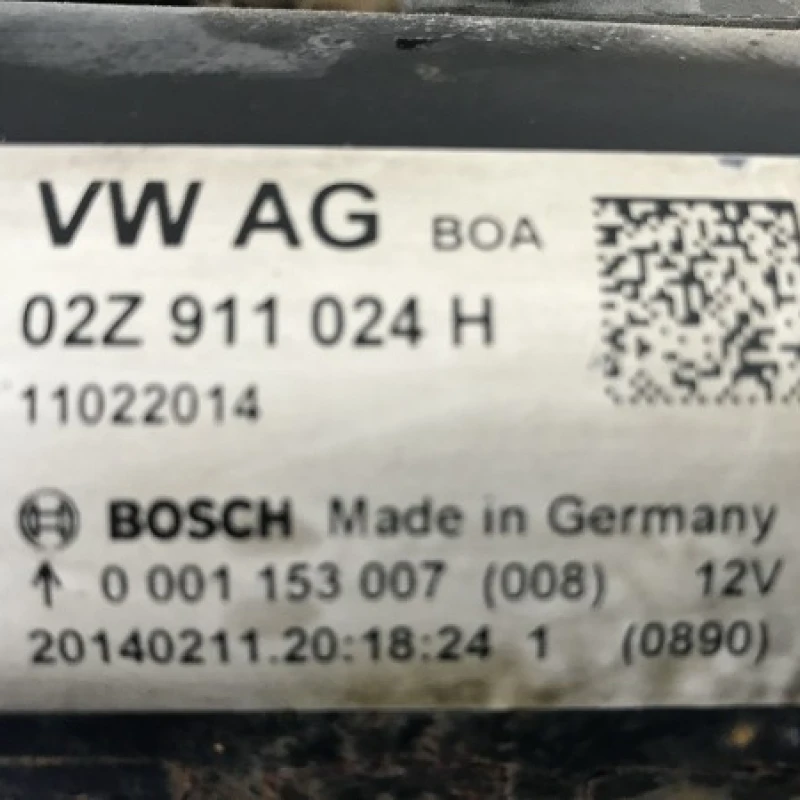 VW AG BOA
02Z 911 024 H
11022014
BOSCH Made in Germany
↑ 0 001 153 007 (008) 12V
20140211.20:18:24 1 (0890)